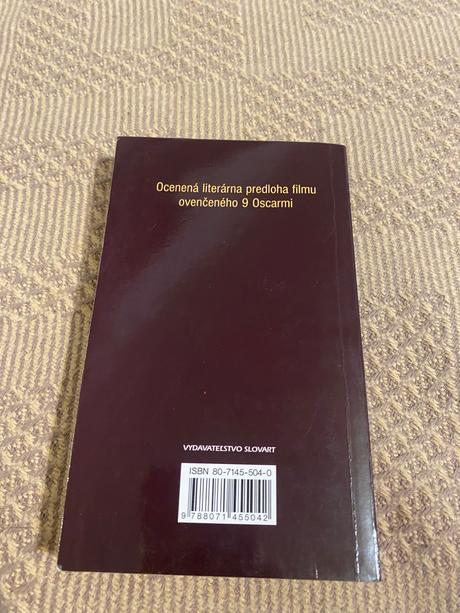 Ocenená literárna predloha filmu
ovenčeného 9 Oscarmi
VYDAVATEĽSTVO SLOVART
ISBN 80-7145-504-0
9 788071 455042